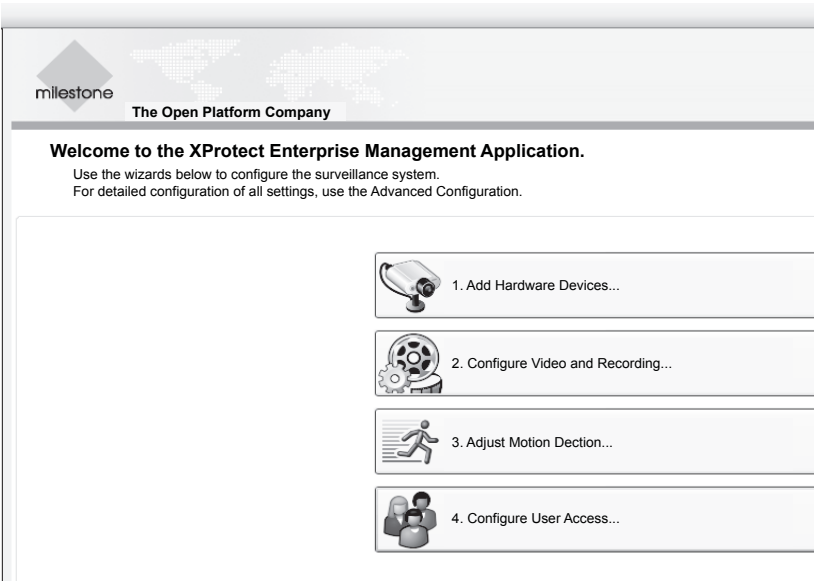 milestone
The Open Platform Company
Welcome to the XProtect Enterprise Management Application.
Use the wizards below to configure the surveillance system.
For detailed configuration of all settings, use the Advanced Configuration.
1. Add Hardware Devices...
2. Configure Video and Recording...
3. Adjust Motion Dection...
4. Configure User Access...